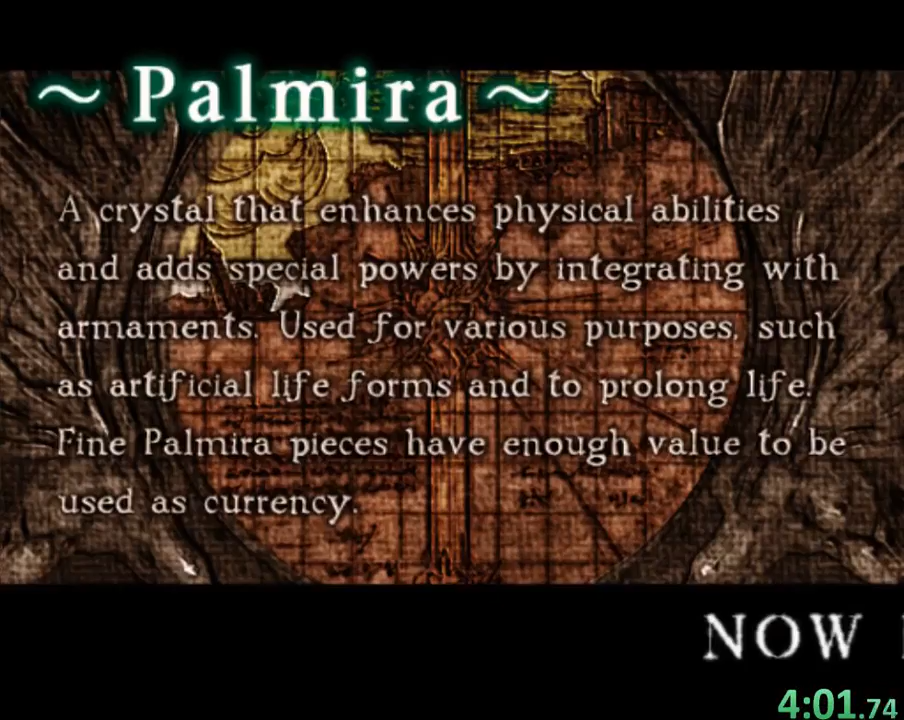 ~ Palmira ~
A crystal that enhances physical abilities
and adds special powers by integrating with
armaments. Used for various purposes, such
as artificial life forms and to prolong life.
Fine Palmira pieces have enough value to be
used as currency.
NOW
4:01.74